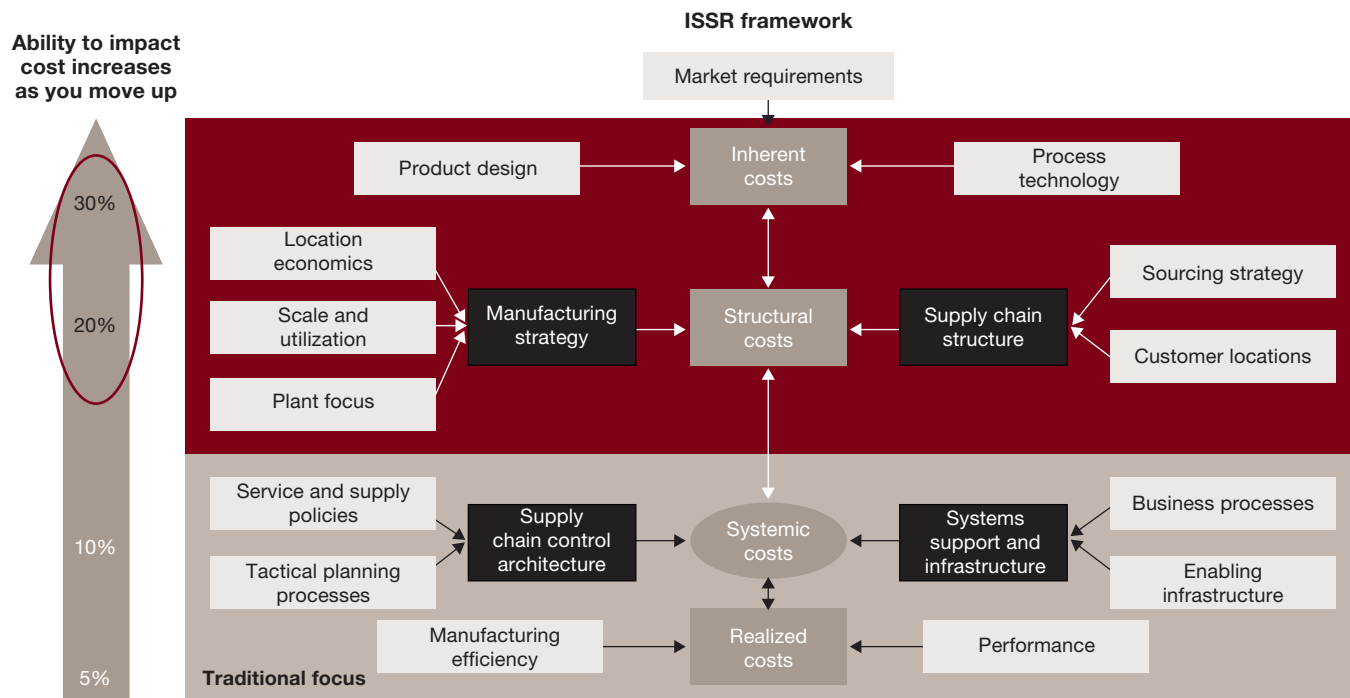 ISSR framework
Ability to impact
cost increases
as you move up
Market requirements
Product design
Inherent
costs
Process
technology
30%
Location
economics
Sourcing strategy
20%
Scale and
utilization
Manufacturing
strategy
Structural
costs
Supply chain
structure
Customer locations
Plant focus
Service and supply
policies
Business processes
10%
Supply
chain control
architecture
Systemic
costs
Systems
support and
infrastructure
Tactical planning
processes
Enabling
infrastructure
Manufacturing
efficiency
Realized
costs
Performance
5%
Traditional focus